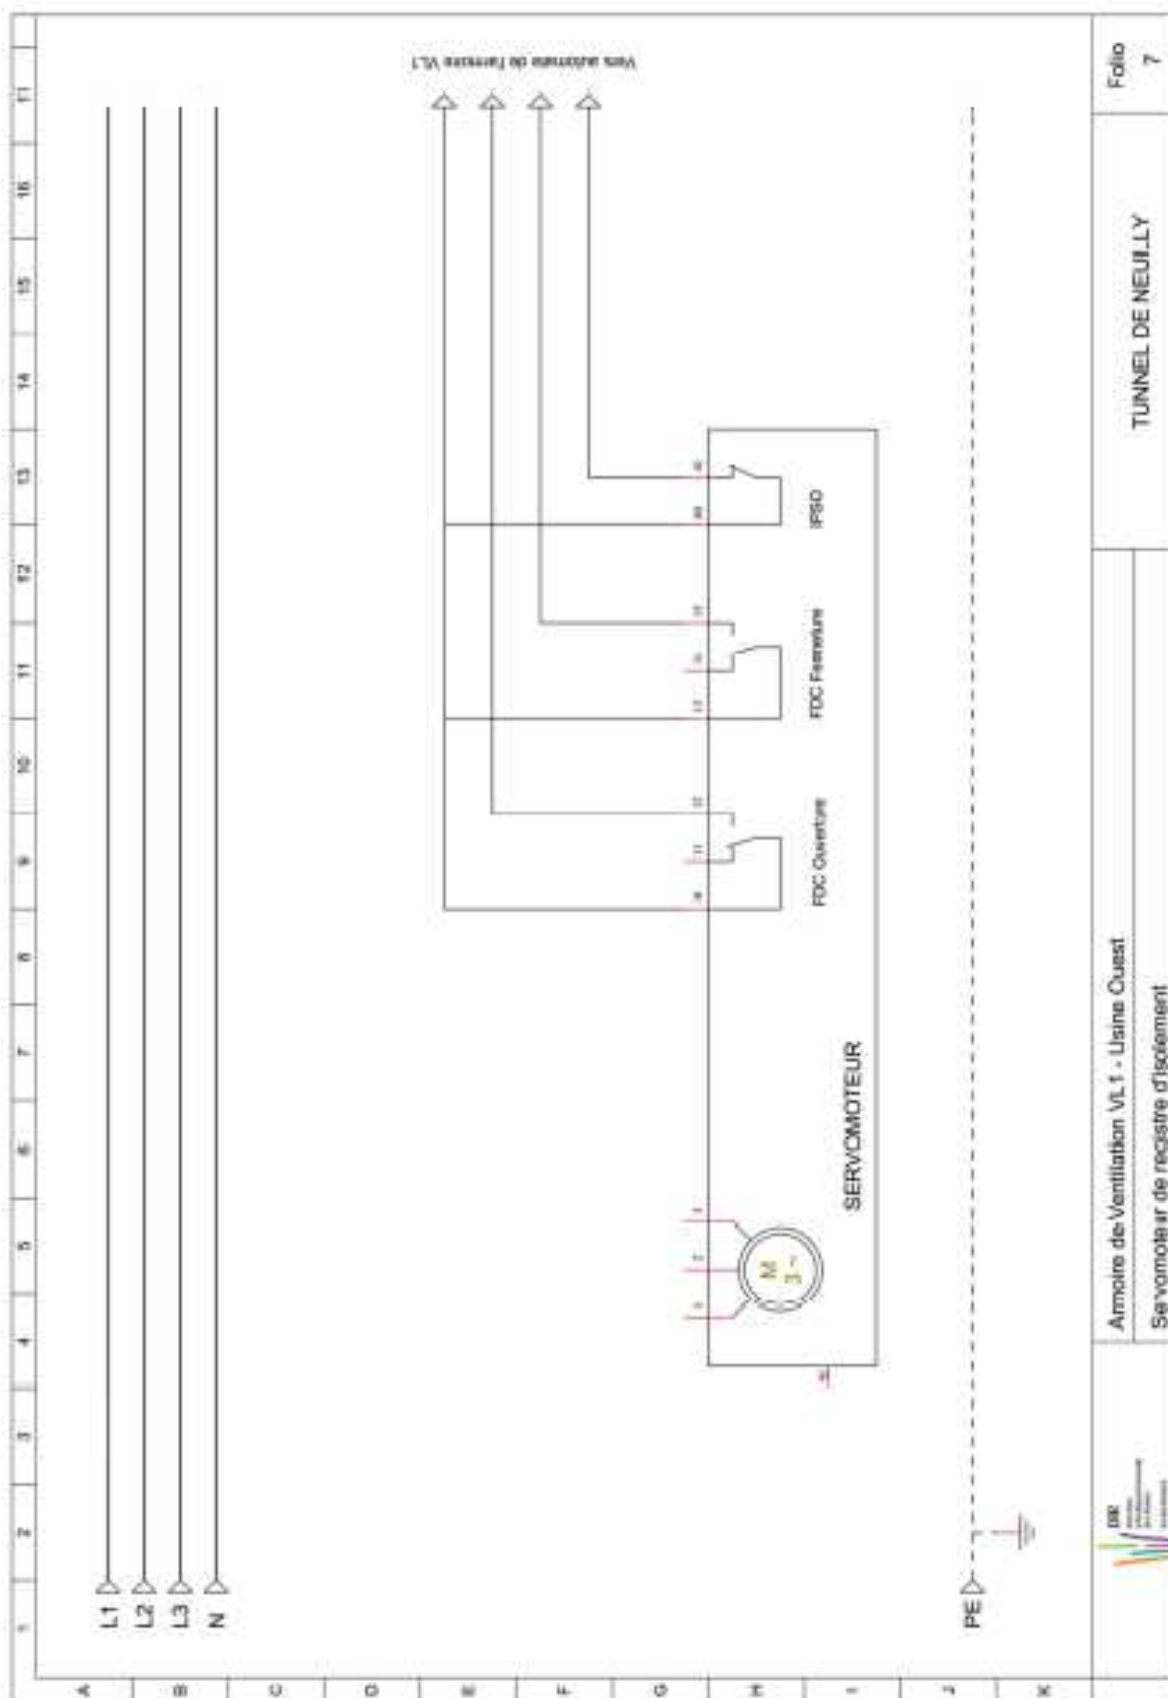 1 2 3 4 5 6 7 8 9 10 11 12 13 14 15 16 17
A
B
C
D
E
F
G
H
I
J
K
L1
L2
L3
N
Vers automate de l'armoire VL1
M
3 ~
SERVOMOTEUR
FDC Ouverture
FDC Fermeture
IPSO
PE
Armoire de Ventilation VL1 - Usine Ouest
Servomoteur de registre d'isolement
TUNNEL DE NEUILLY
Folio
7